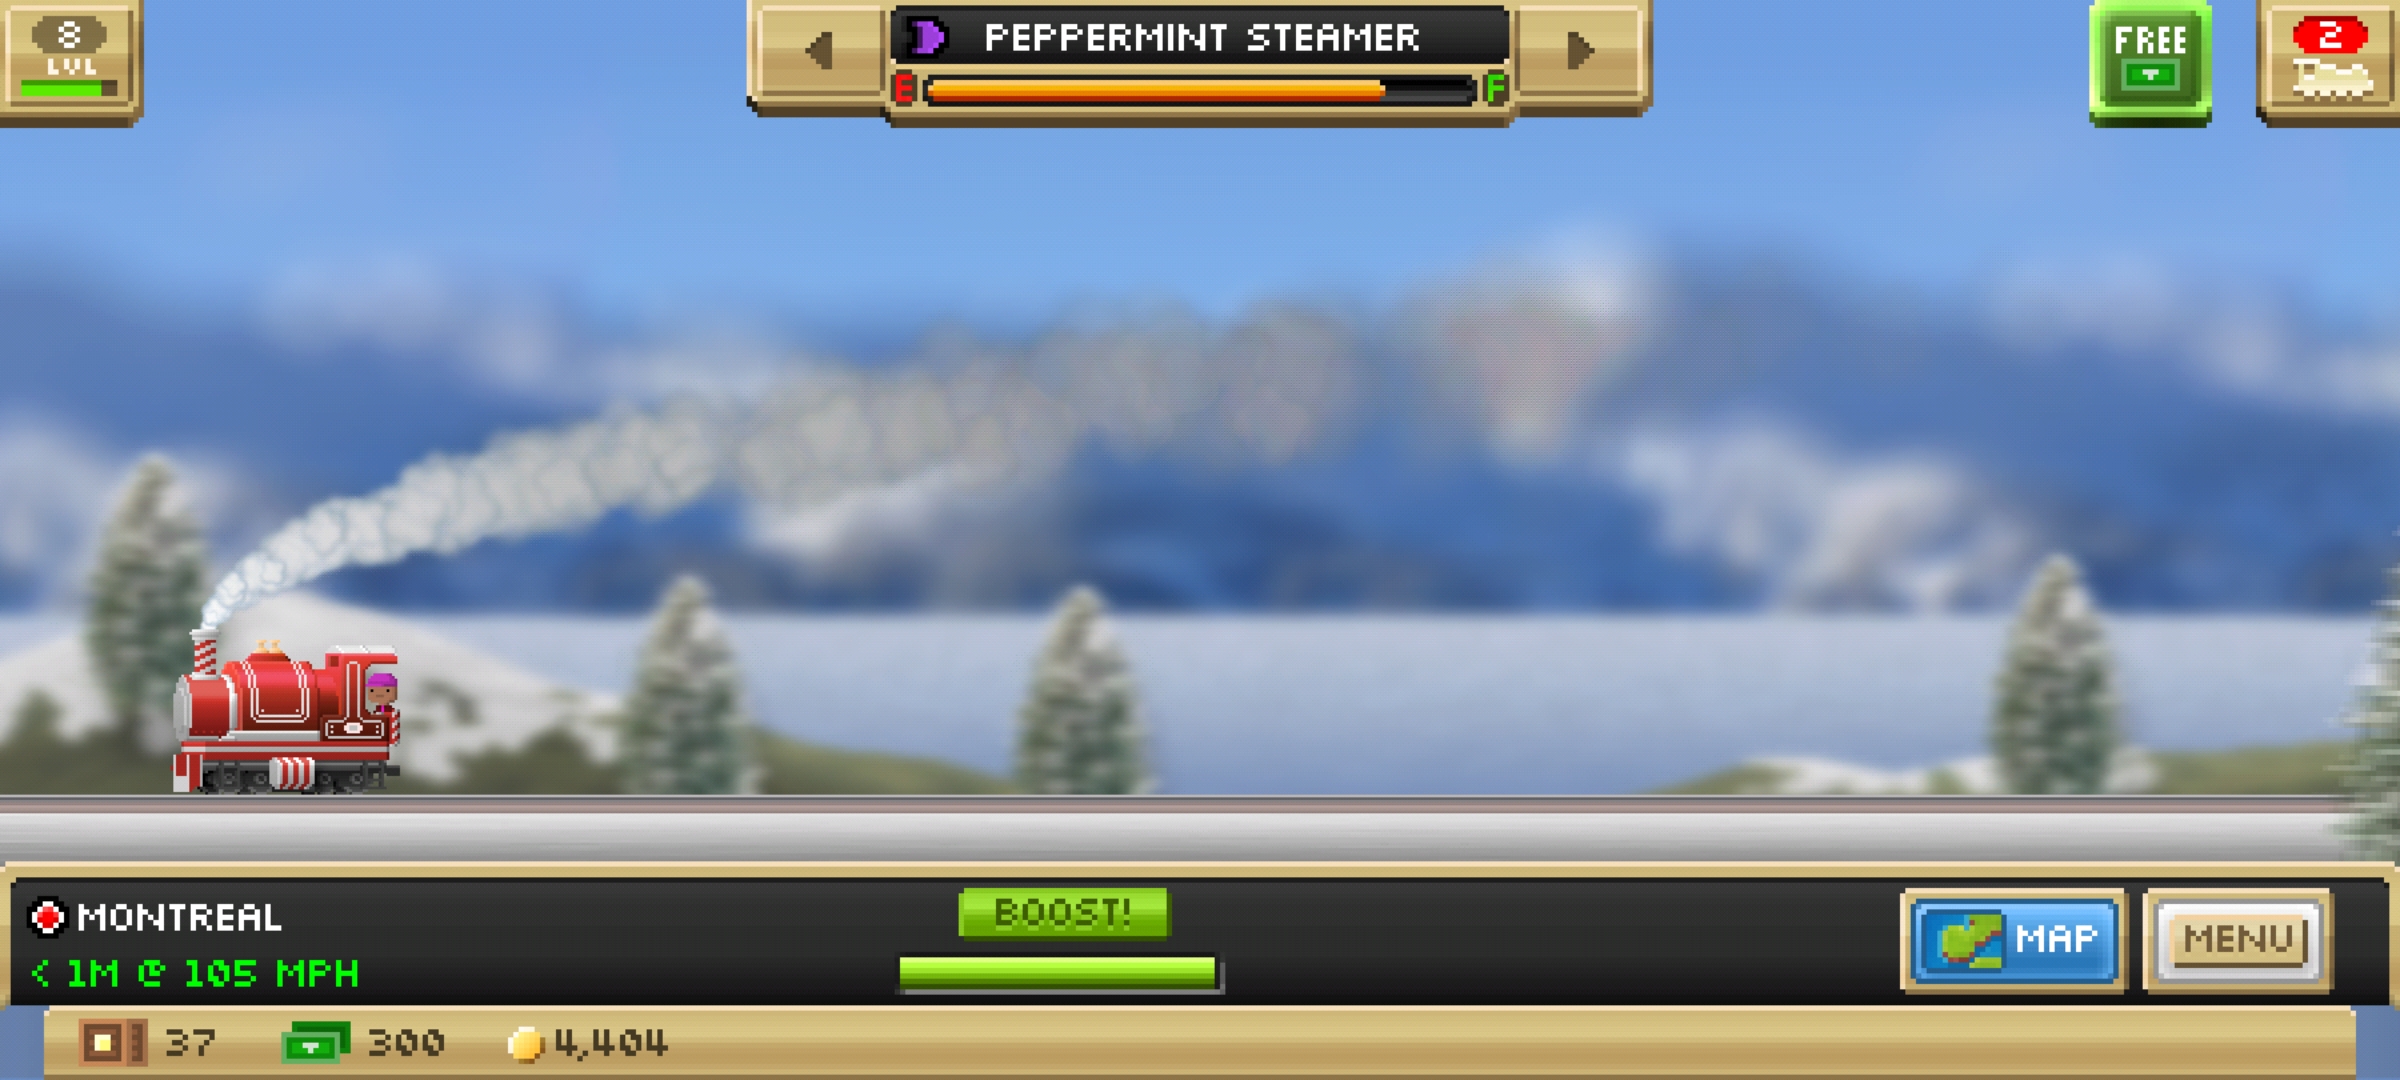 8
LVL
PEPPERMINT STEAMER
E F
FREE
2
MONTREAL
< 1M @ 105 MPH
BOOST!
MAP
MENU
37 300 4,404